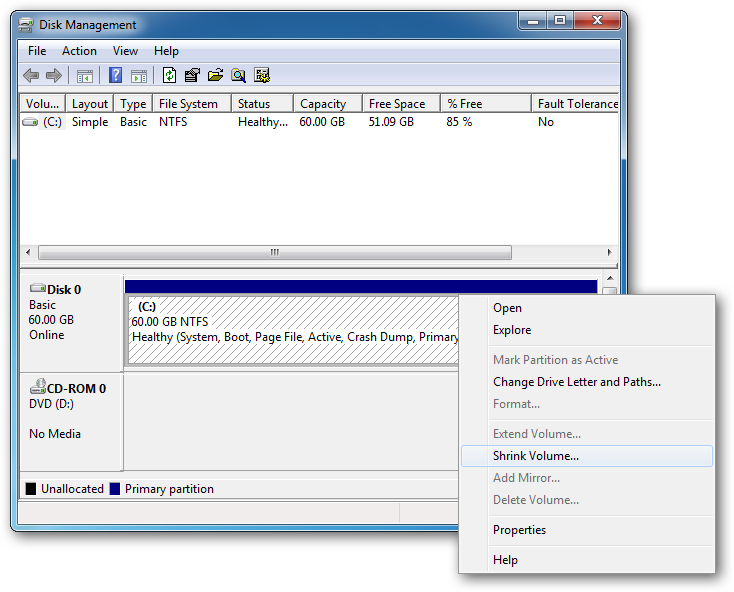 Disk Management
File Action View Help
Volu... Layout Type File System Status Capacity Free Space % Free Fault Tolerance
(C:) Simple Basic NTFS Healthy... 60.00 GB 51.09 GB 85 % No
Disk 0
Basic
60.00 GB
Online
(C:)
60.00 GB NTFS
Healthy (System, Boot, Page File, Active, Crash Dump, Primary
CD-ROM 0
DVD (D:)
No Media
Unallocated Primary partition
Open
Explore
Mark Partition as Active
Change Drive Letter and Paths...
Format...
Extend Volume...
Shrink Volume...
Add Mirror...
Delete Volume...
Properties
Help